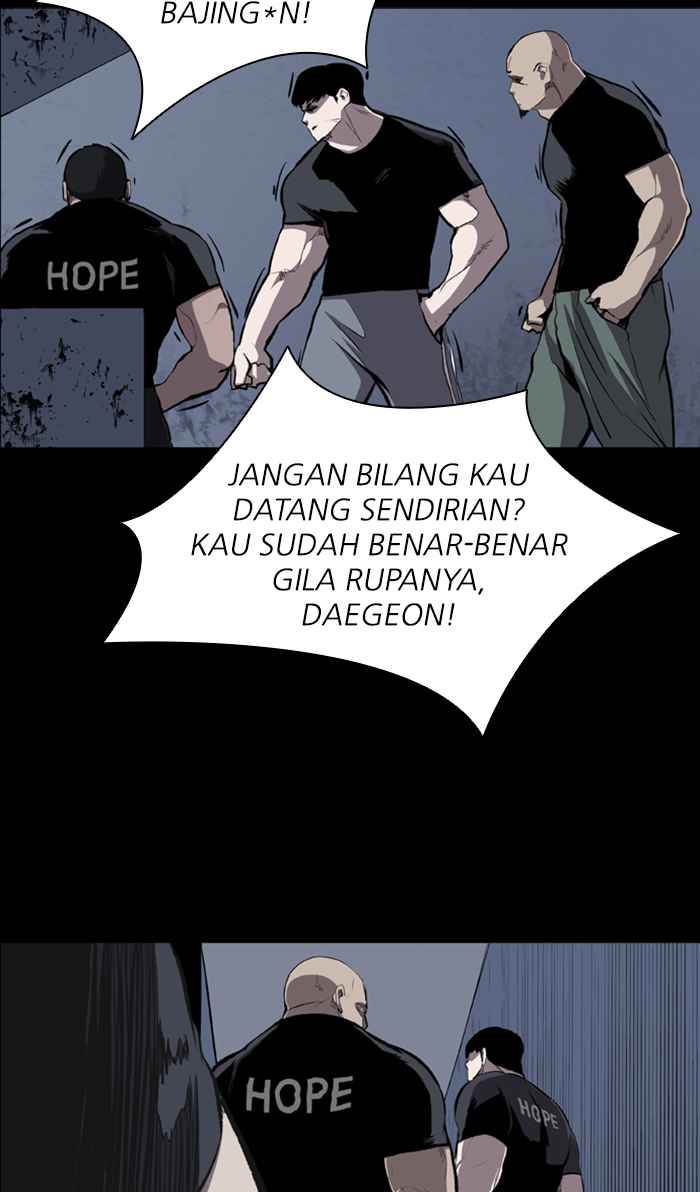 BAJING*N!
HOPE
JANGAN BILANG KAU
DATANG SENDIRIAN?
KAU SUDAH BENAR-BENAR
GILA RUPANYA,
DAEGEON!
HOPE
HOPE